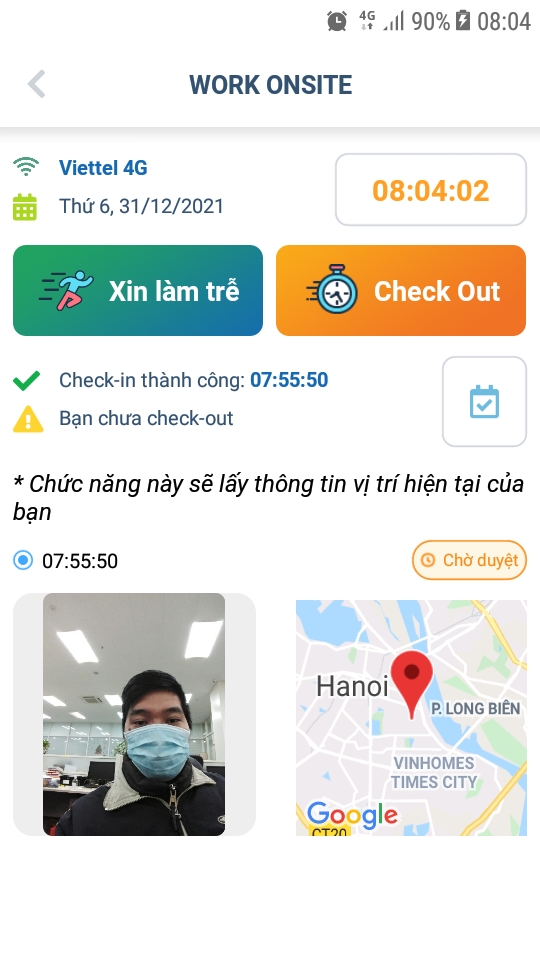 4G 90% 08:04
WORK ONSITE
Viettel 4G
Thứ 6, 31/12/2021
08:04:02
Xin làm trễ
Check Out
Check-in thành công: 07:55:50
Bạn chưa check-out
* Chức năng này sẽ lấy thông tin vị trí hiện tại của
bạn
07:55:50
Chờ duyệt
Hanoi
P. LONG BIÊN
VINHOMES
TIMES CITY
Google
CT20